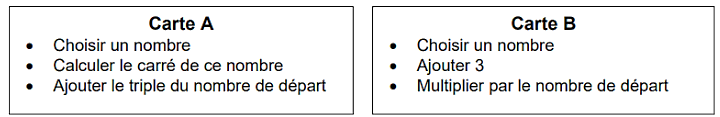 Carte A
• Choisir un nombre
• Calculer le carré de ce nombre
• Ajouter le triple du nombre de départ
Carte B
• Choisir un nombre
• Ajouter 3
• Multiplier par le nombre de départ